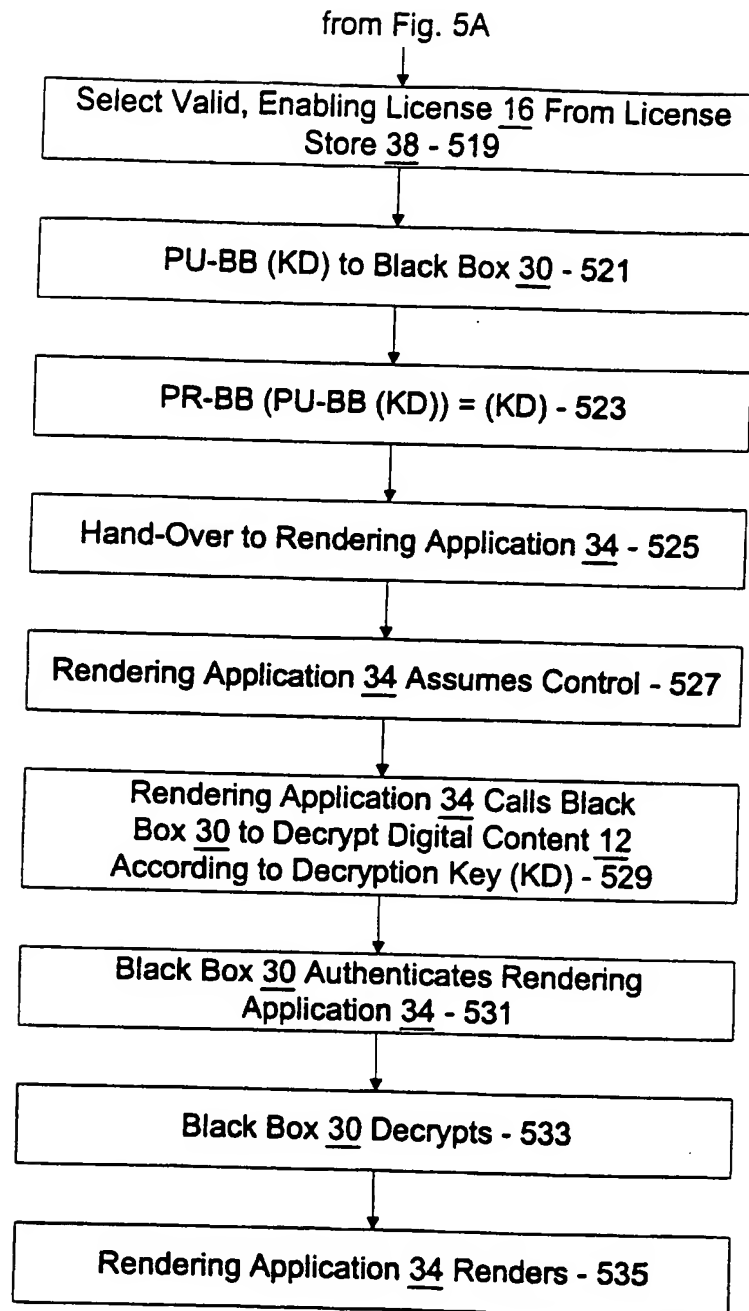 from Fig. 5A
Select Valid, Enabling License 16 From License
Store 38 - 519
PU-BB (KD) to Black Box 30 - 521
PR-BB (PU-BB (KD)) = (KD) - 523
Hand-Over to Rendering Application 34 - 525
Rendering Application 34 Assumes Control - 527
Rendering Application 34 Calls Black
Box 30 to Decrypt Digital Content 12
According to Decryption Key (KD) - 529
Black Box 30 Authenticates Rendering
Application 34 - 531
Black Box 30 Decrypts - 533
Rendering Application 34 Renders - 535